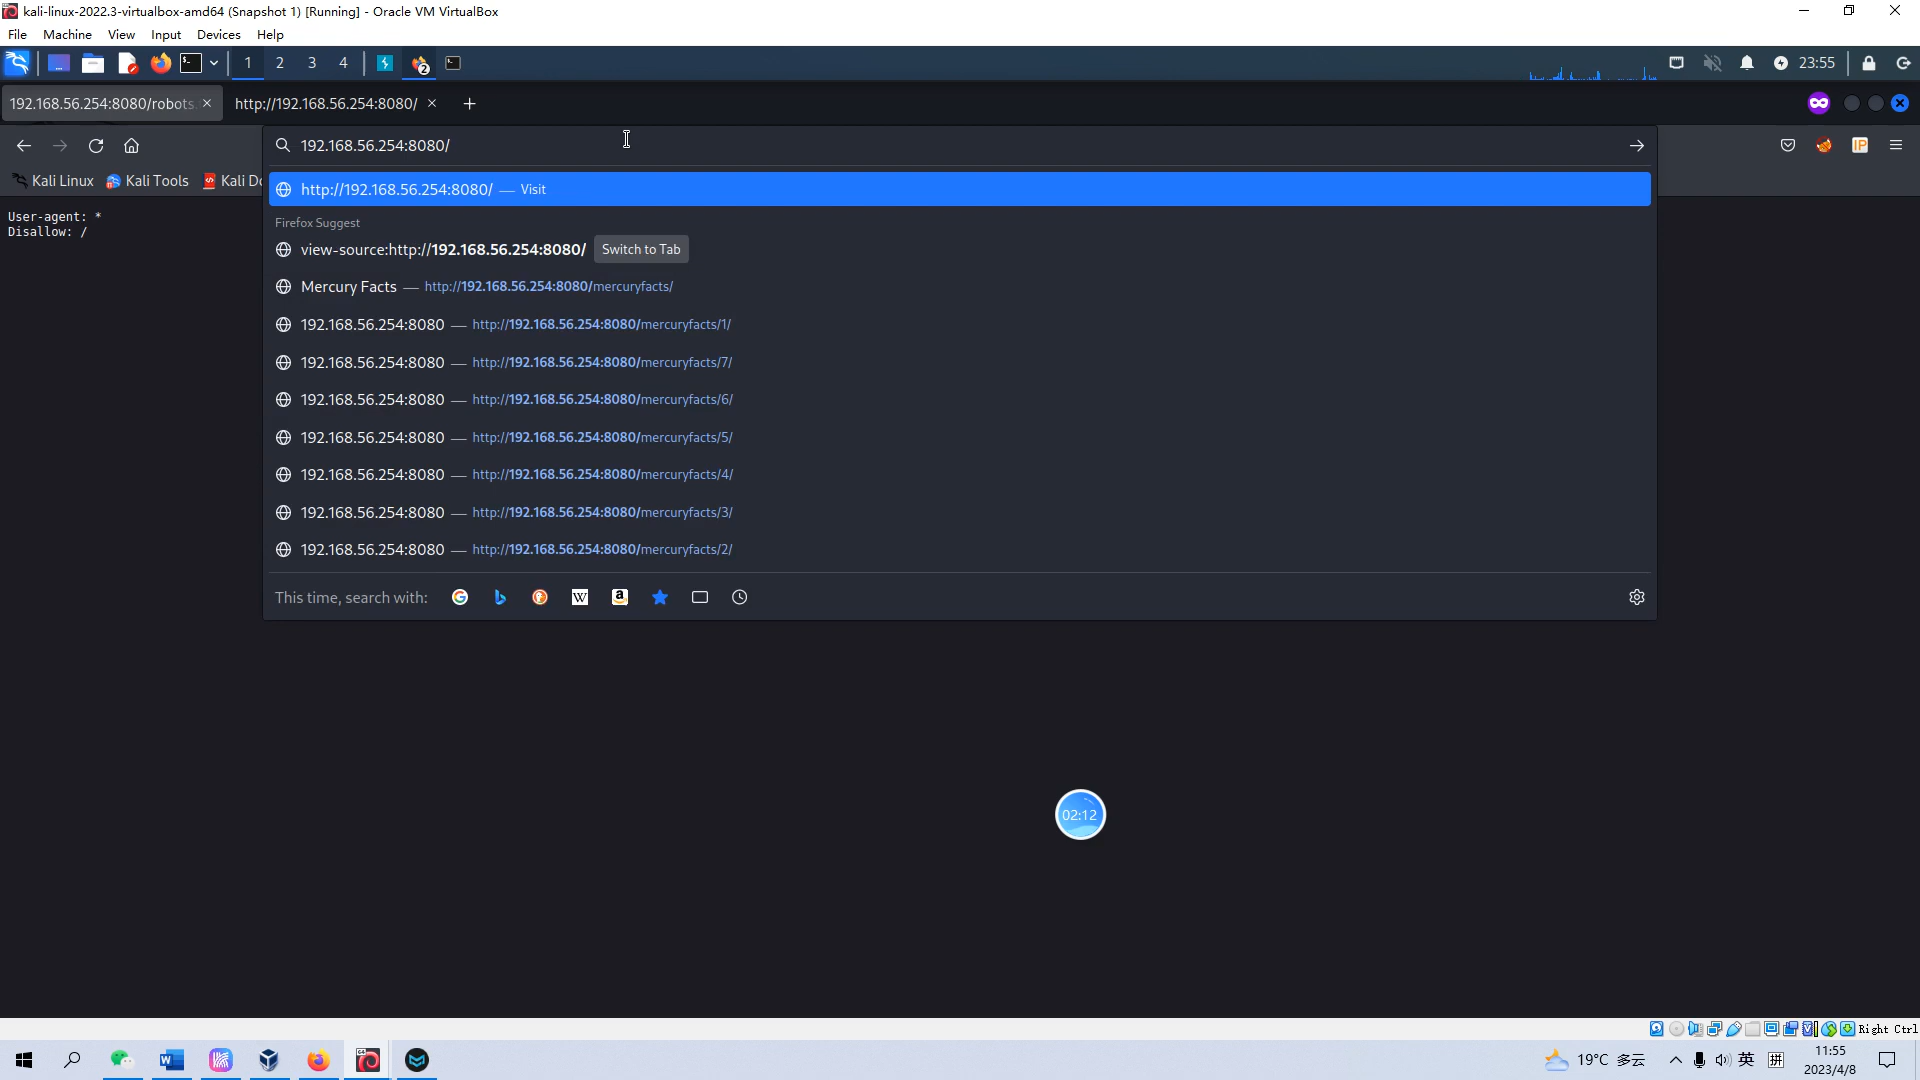 kali-linux-2022.3-virtualbox-amd64 (Snapshot 1) [Running] - Oracle VM VirtualBox
File Machine View Input Devices Help
1 2 3 4 2 23:55
192.168.56.254:8080/robots. http://192.168.56.254:8080/
192.168.56.254:8080/ IP
Kali Linux Kali Tools Kali Do
http://192.168.56.254:8080/ — Visit
User-agent: *
Disallow: /
Firefox Suggest
view-source:http://192.168.56.254:8080/ Switch to Tab
Mercury Facts — http://192.168.56.254:8080/mercuryfacts/
192.168.56.254:8080 — http://192.168.56.254:8080/mercuryfacts/1/
192.168.56.254:8080 — http://192.168.56.254:8080/mercuryfacts/7/
192.168.56.254:8080 — http://192.168.56.254:8080/mercuryfacts/6/
192.168.56.254:8080 — http://192.168.56.254:8080/mercuryfacts/5/
192.168.56.254:8080 — http://192.168.56.254:8080/mercuryfacts/4/
192.168.56.254:8080 — http://192.168.56.254:8080/mercuryfacts/3/
192.168.56.254:8080 — http://192.168.56.254:8080/mercuryfacts/2/
This time, search with:
02:12
Right Ctrl
19°C 多云 英 拼 11:55
2023/4/8